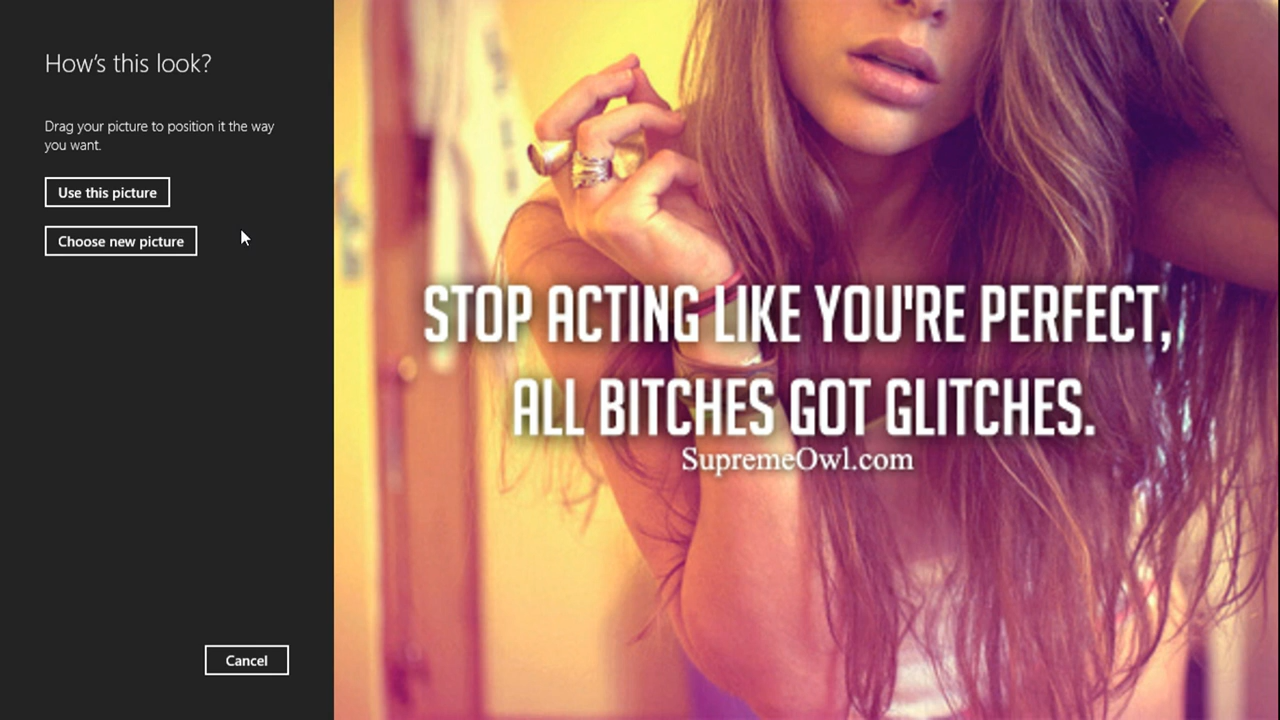 How's this look?
Drag your picture to position it the way
you want.
Use this picture
Choose new picture
Cancel
STOP ACTING LIKE YOU'RE PERFECT,
ALL BITCHES GOT GLITCHES.
SupremeOwl.com